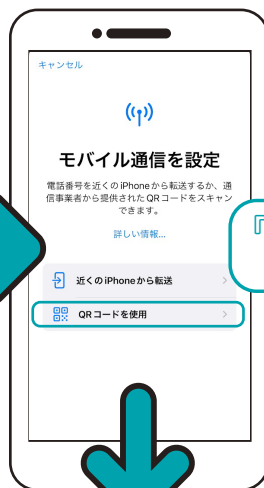 キャンセル
モバイル通信を設定
電話番号を近くのiPhoneから転送するか、通
信事業者から提供されたQRコードをスキャン
できます。
詳しい情報...
近くのiPhoneから転送
QRコードを使用
「